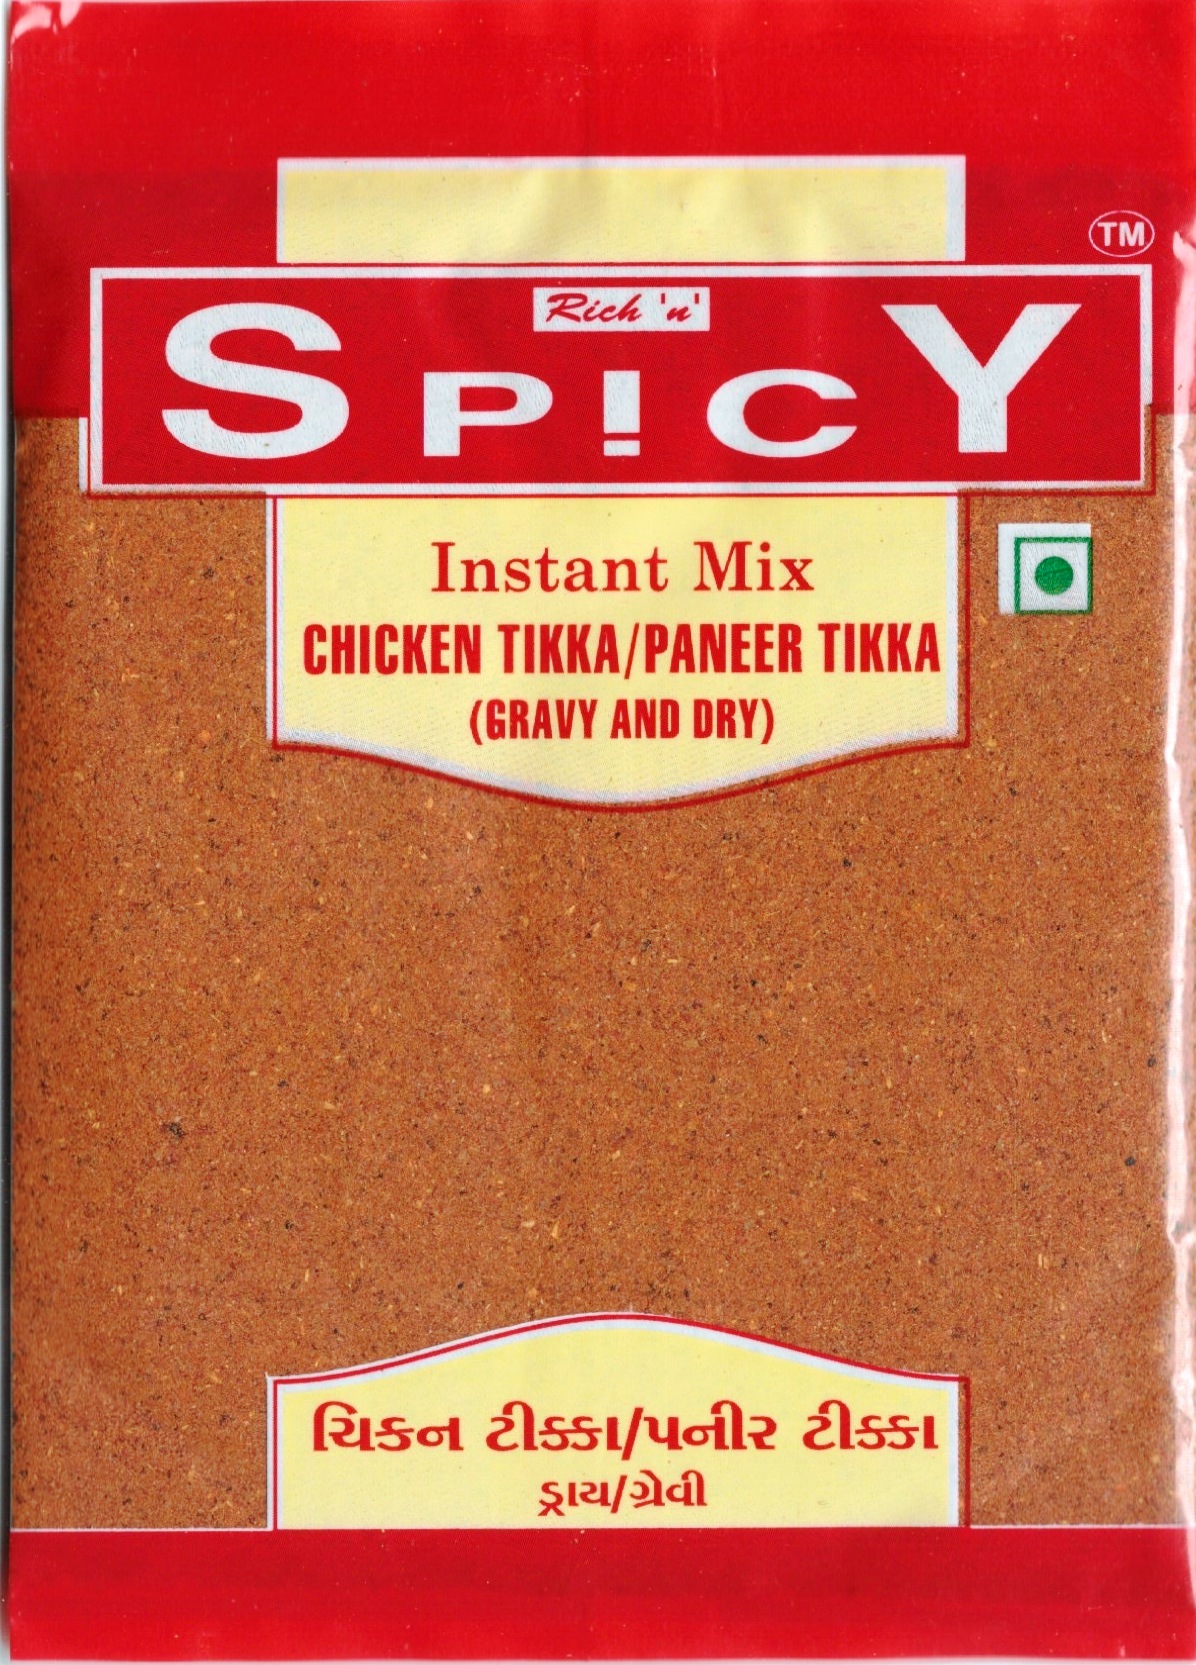 TM
Rich 'n'
SP!CY
Instant Mix
CHICKEN TIKKA/PANEER TIKKA
(GRAVY AND DRY)
ચિકન ટીક્કા/પનીર ટીક્કા
ડ્રાય/ગ્રેવી